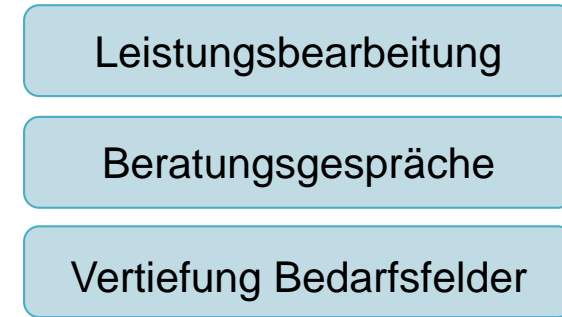 Leistungsbearbeitung
Beratungsgespräche
Vertiefung Bedarfsfelder